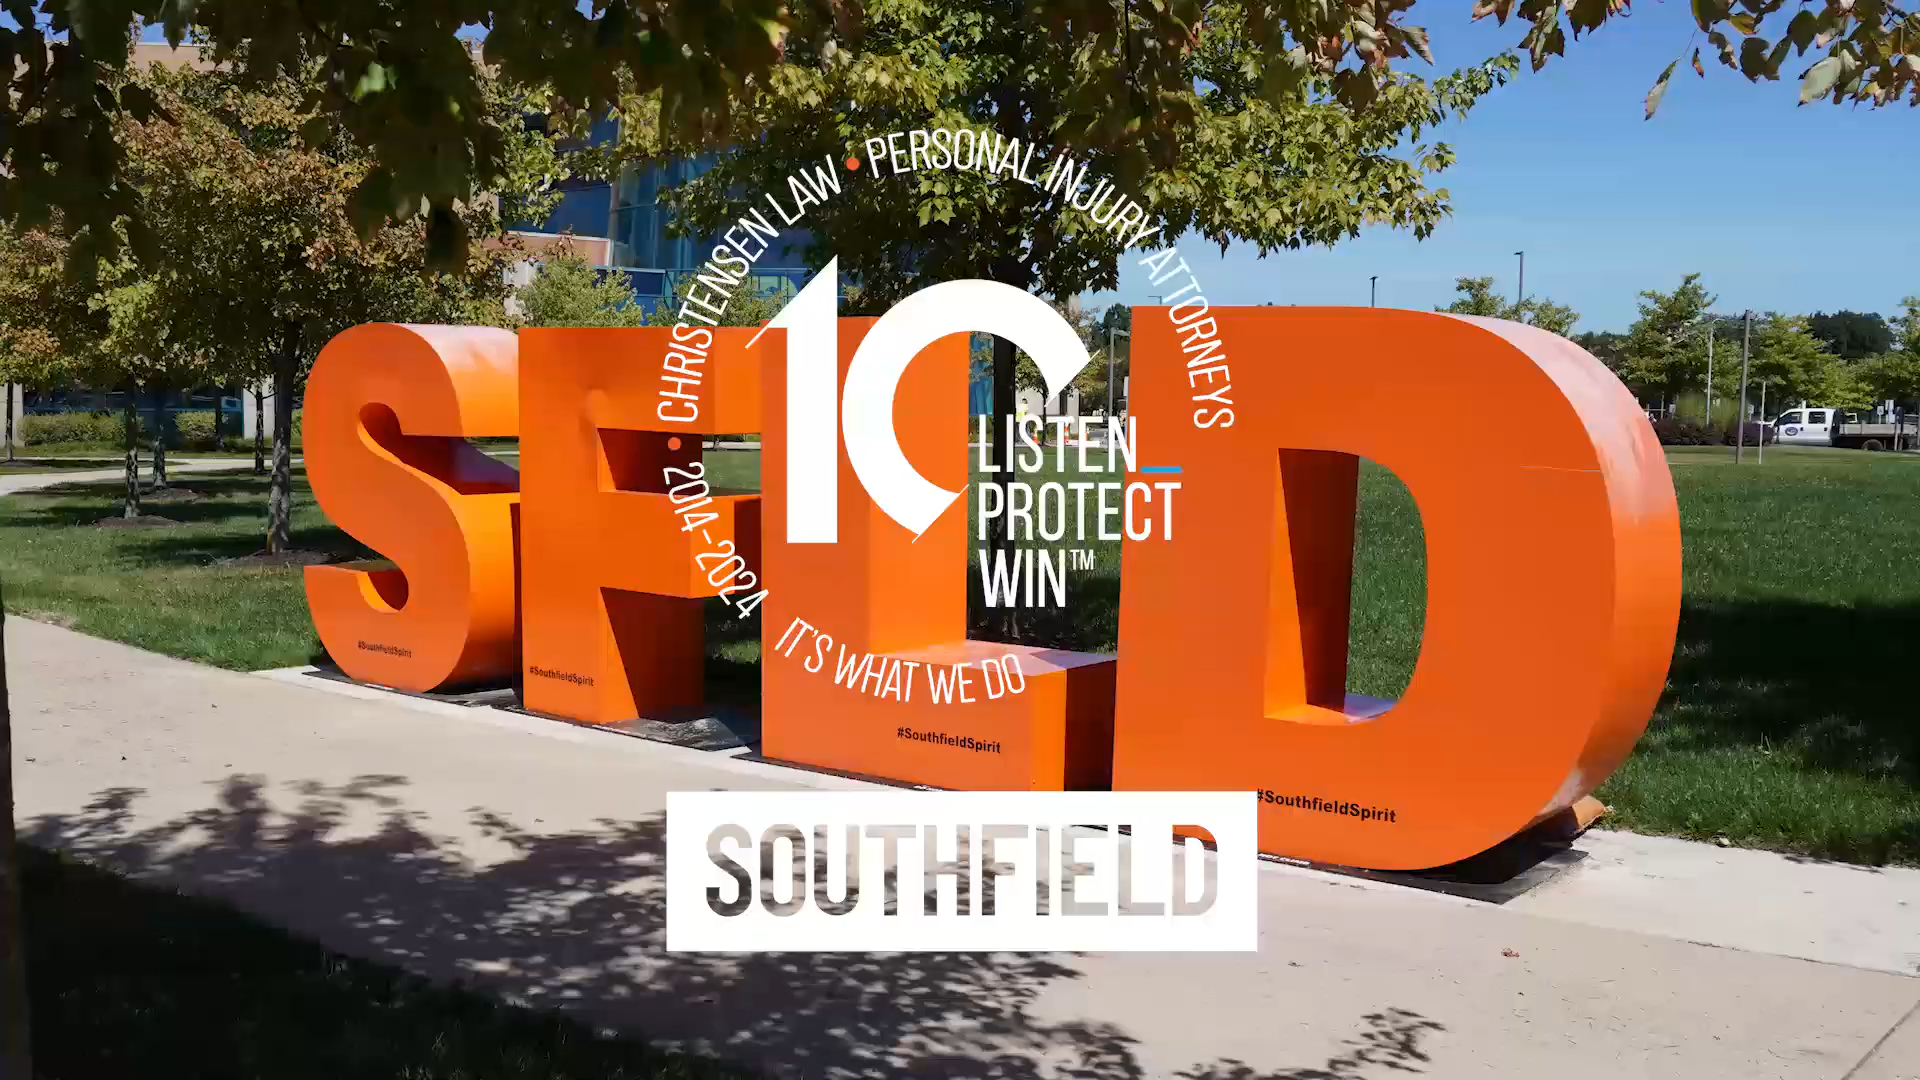 CHRISTENSEN LAW • PERSONAL INJURY ATTORNEYS
2014-2024
IT'S WHAT WE DO
10
LISTEN_
PROTECT
WIN™
SFLD
#SouthfieldSpirit
#SouthfieldSpirit
#SouthfieldSpirit
#SouthfieldSpirit
SOUTHFIELD